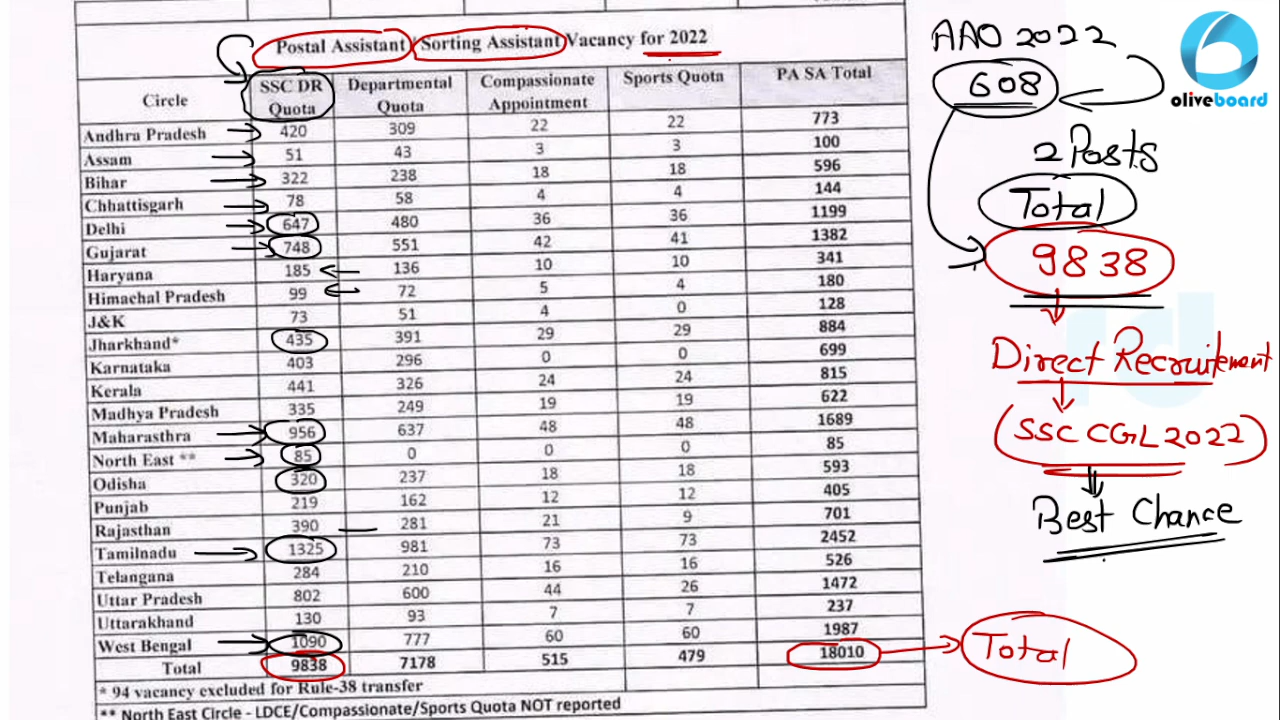 Postal Assistant / Sorting Assistant Vacancy for 2022
Circle SSC DR Quota Departmental Quota Compassionate Appointment Sports Quota PA SA Total
Andhra Pradesh 420 309 22 22 773
Assam 51 43 3 3 100
Bihar 322 238 18 18 596
Chhattisgarh 78 58 4 4 144
Delhi 647 480 36 36 1199
Gujarat 748 551 42 41 1382
Haryana 185 136 10 10 341
Himachal Pradesh 99 72 5 4 180
J&K 73 51 4 0 128
Jharkhand* 435 391 29 29 884
Karnataka 403 296 0 0 699
Kerala 441 326 24 24 815
Madhya Pradesh 335 249 19 19 622
Maharasthra 956 637 48 48 1689
North East ** 85 0 0 0 85
Odisha 320 237 18 18 593
Punjab 219 162 12 12 405
Rajasthan 390 281 21 9 701
Tamilnadu 1325 981 73 73 2452
Telangana 284 210 16 16 526
Uttar Pradesh 802 600 44 26 1472
Uttarakhand 130 93 7 7 237
West Bengal 1090 777 60 60 1987
Total 9838 7178 515 479 18010
* 94 vacancy excluded for Rule-38 transfer
** North East Circle - LDCE/Compassionate/Sports Quota NOT reported
AAO 2022
608
2 Posts
Total
9838
Direct Recruitement
SSC CGL 2022
Best Chance
Total
oliveboard